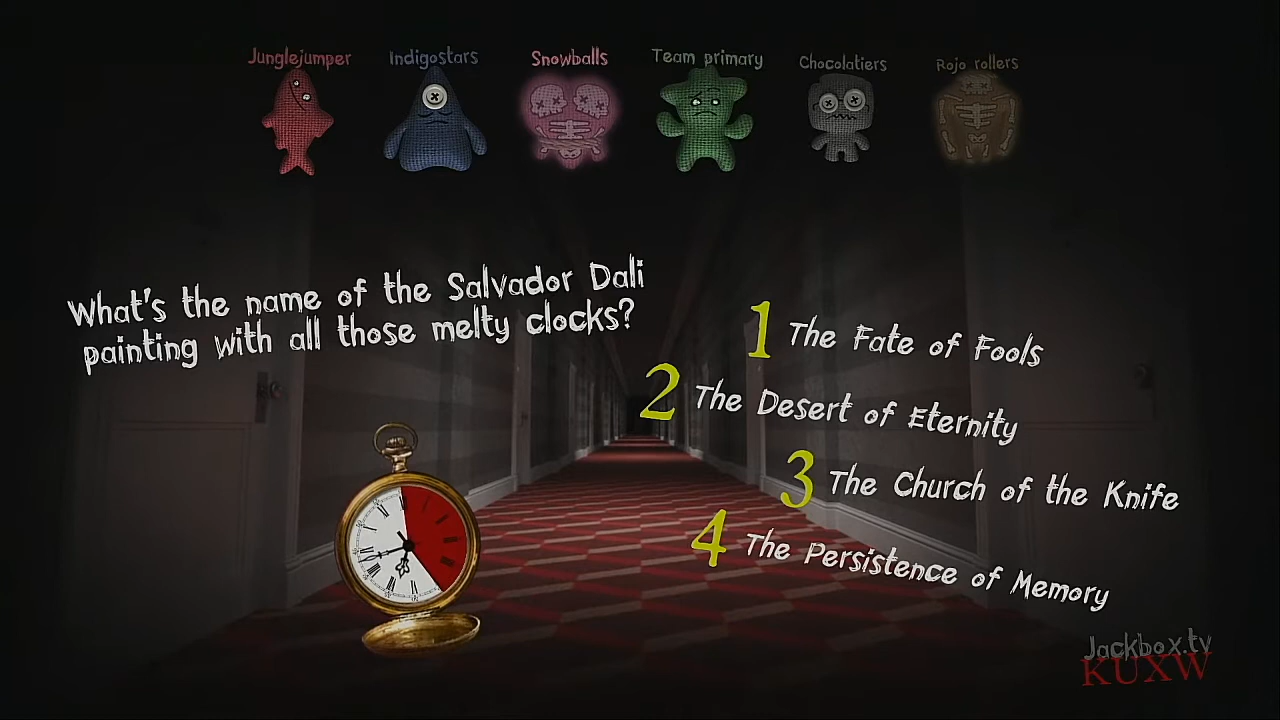 Junglejumper
Indigostars
Snowballs
Team primary
Chocolatiers
Rojo rollers
What's the name of the Salvador Dali
painting with all those melty clocks?
1 The Fate of Fools
2 The Desert of Eternity
3 The Church of the Knife
4 The Persistence of Memory
Jackbox.tv
KUXW